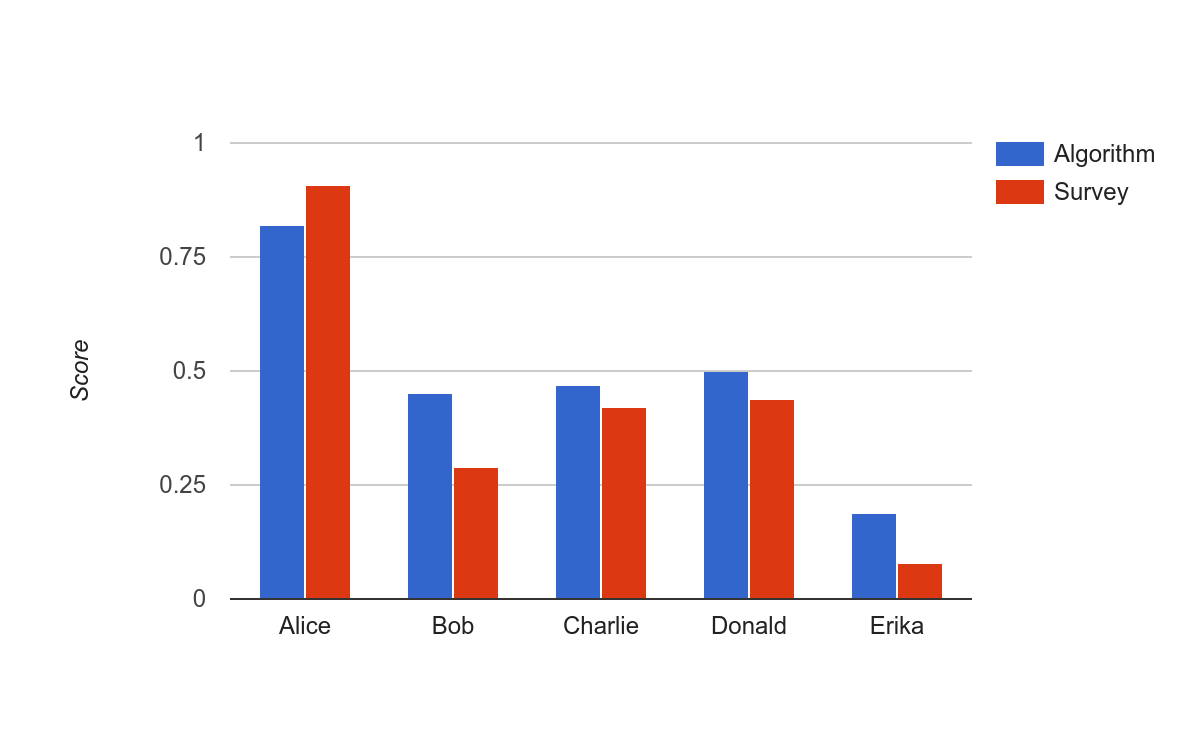 1
0.75
0.5
0.25
0
Score
Alice
Bob
Charlie
Donald
Erika
Algorithm
Survey